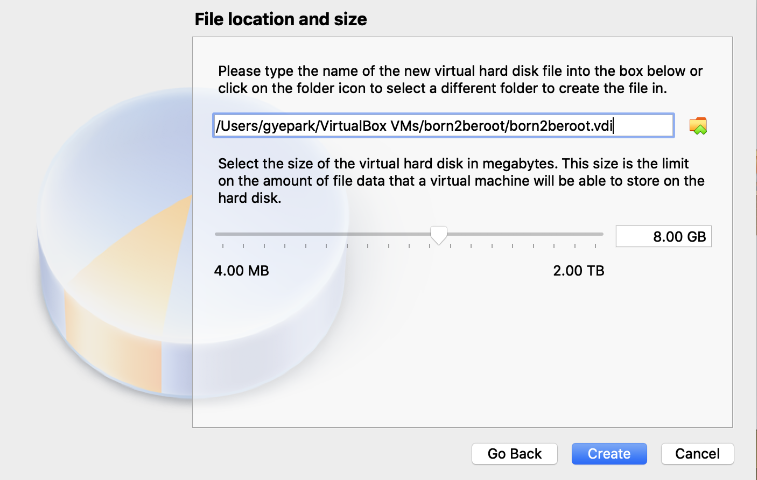 File location and size
Please type the name of the new virtual hard disk file into the box below or
click on the folder icon to select a different folder to create the file in.
/Users/gyepark/VirtualBox VMs/born2beroot/born2beroot.vdi
Select the size of the virtual hard disk in megabytes. This size is the limit
on the amount of file data that a virtual machine will be able to store on the
hard disk.
8.00 GB
4.00 MB
2.00 TB
Go Back
Create
Cancel